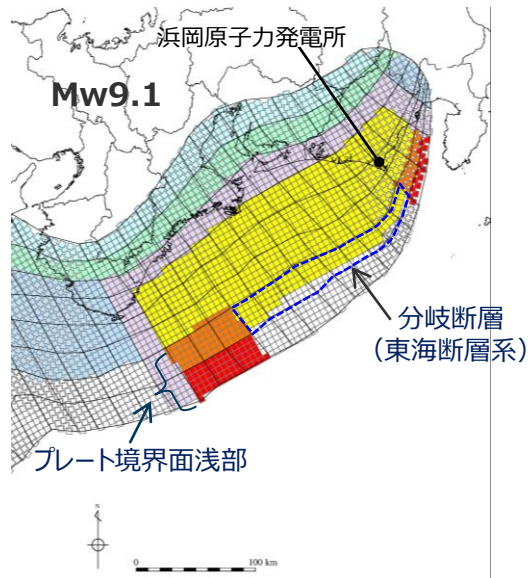 浜岡原子力発電所
Mw9.1
分岐断層
（東海断層系）
プレート境界面浅部
0 100 km